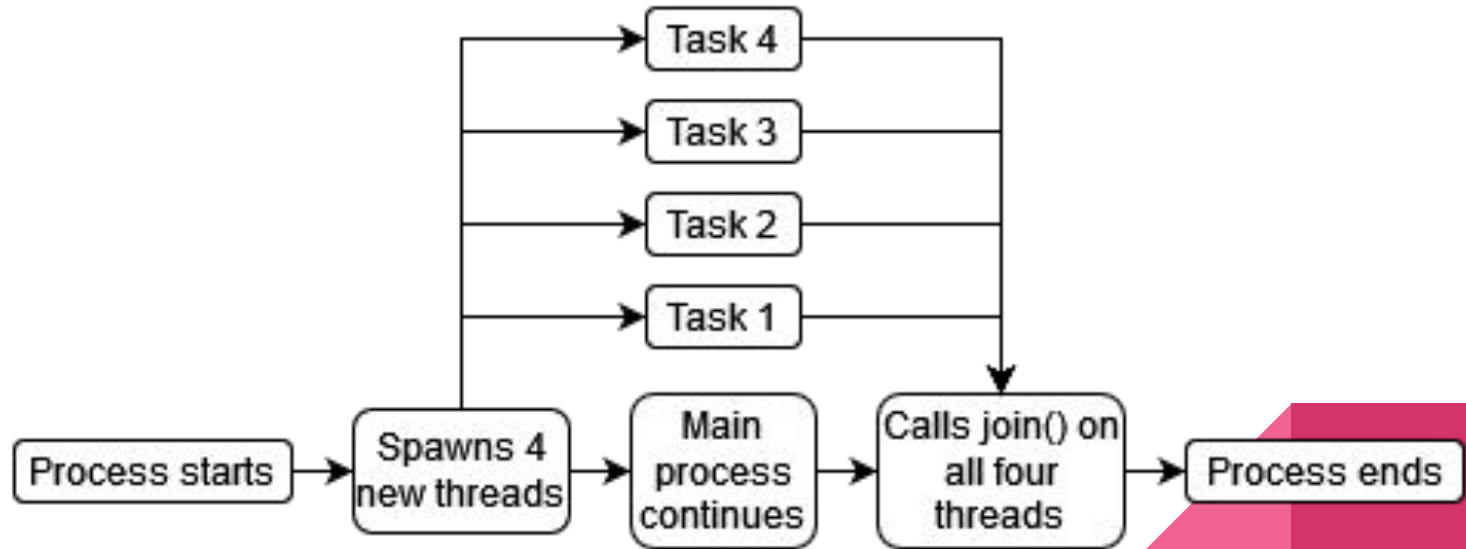 Task 4
Task 3
Task 2
Task 1
Process starts
Spawns 4
new threads
Main
process
continues
Calls join() on
all four
threads
Process ends